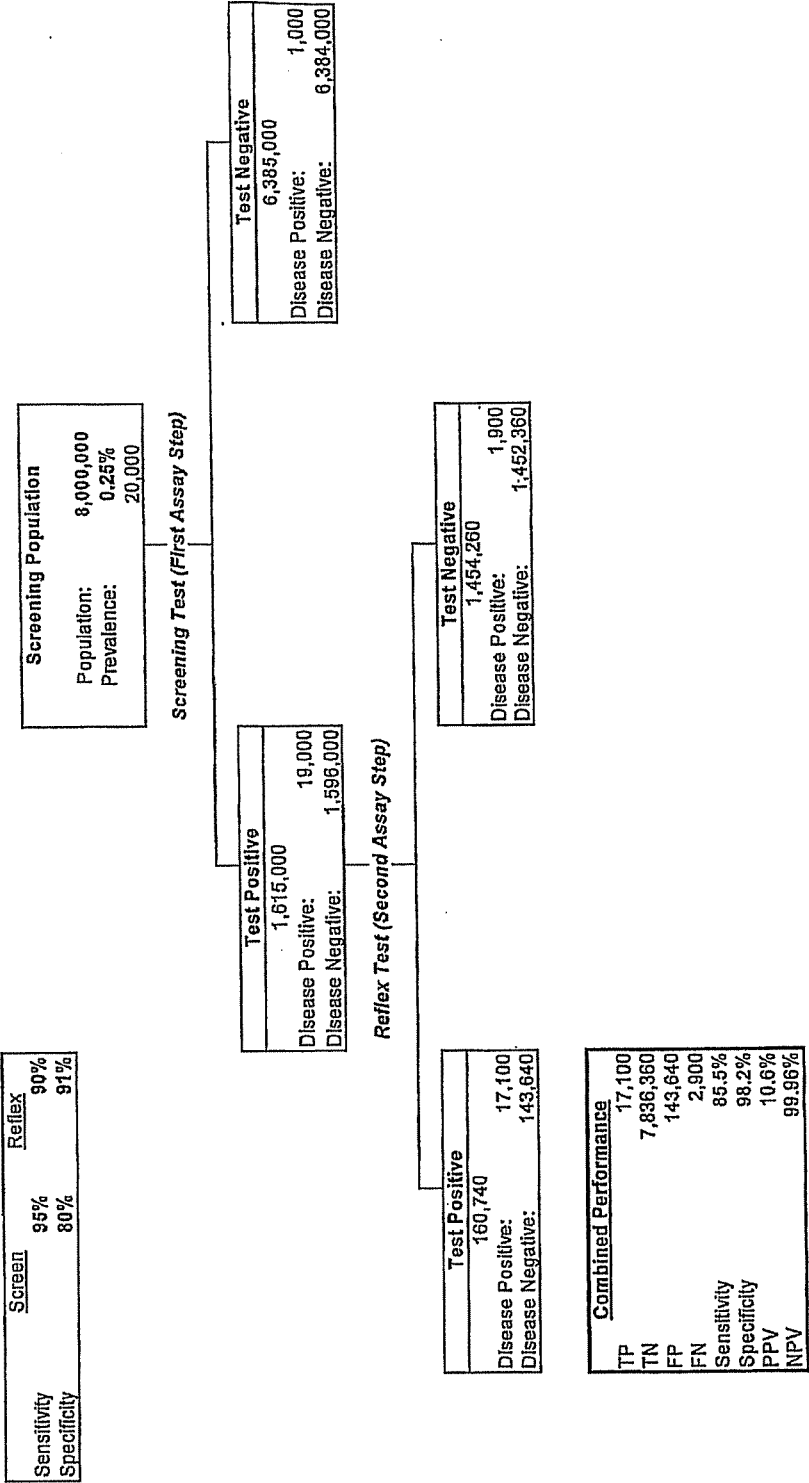 Screen Reflex
Sensitivity 95% 90%
Specificity 80% 91%
Screening Population
Population: 8,000,000
Prevalence: 0.25%
20,000
Screening Test (First Assay Step)
Test Positive
1,615,000
Disease Positive: 19,000
Disease Negative: 1,596,000
Test Negative
6,385,000
Disease Positive: 1,000
Disease Negative: 6,384,000
Reflex Test (Second Assay Step)
Test Positive
160,740
Disease Positive: 17,100
Disease Negative: 143,640
Test Negative
1,454,260
Disease Positive: 1,900
Disease Negative: 1:452,360
Combined Performance
TP 17,100
TN 7,836,360
FP 143,640
FN 2,900
Sensitivity 85.5%
Specificity 98.2%
PPV 10.6%
NPV 99.96%